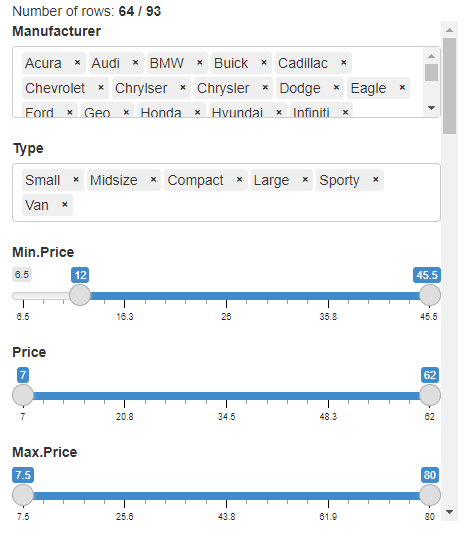 Number of rows: 64 / 93
Manufacturer
Acura × Audi × BMW × Buick × Cadillac ×
Chevrolet × Chrylser × Chrysler × Dodge × Eagle ×
Ford × Geo × Honda × Hyundai × Infiniti ×
Type
Small × Midsize × Compact × Large × Sporty ×
Van ×
Min.Price
6.5 12 45.5
6.5 16.3 26 35.8 45.5
Price
7 62
7 20.8 34.5 48.3 62
Max.Price
7.5 80
7.5 25.6 43.8 61.9 80